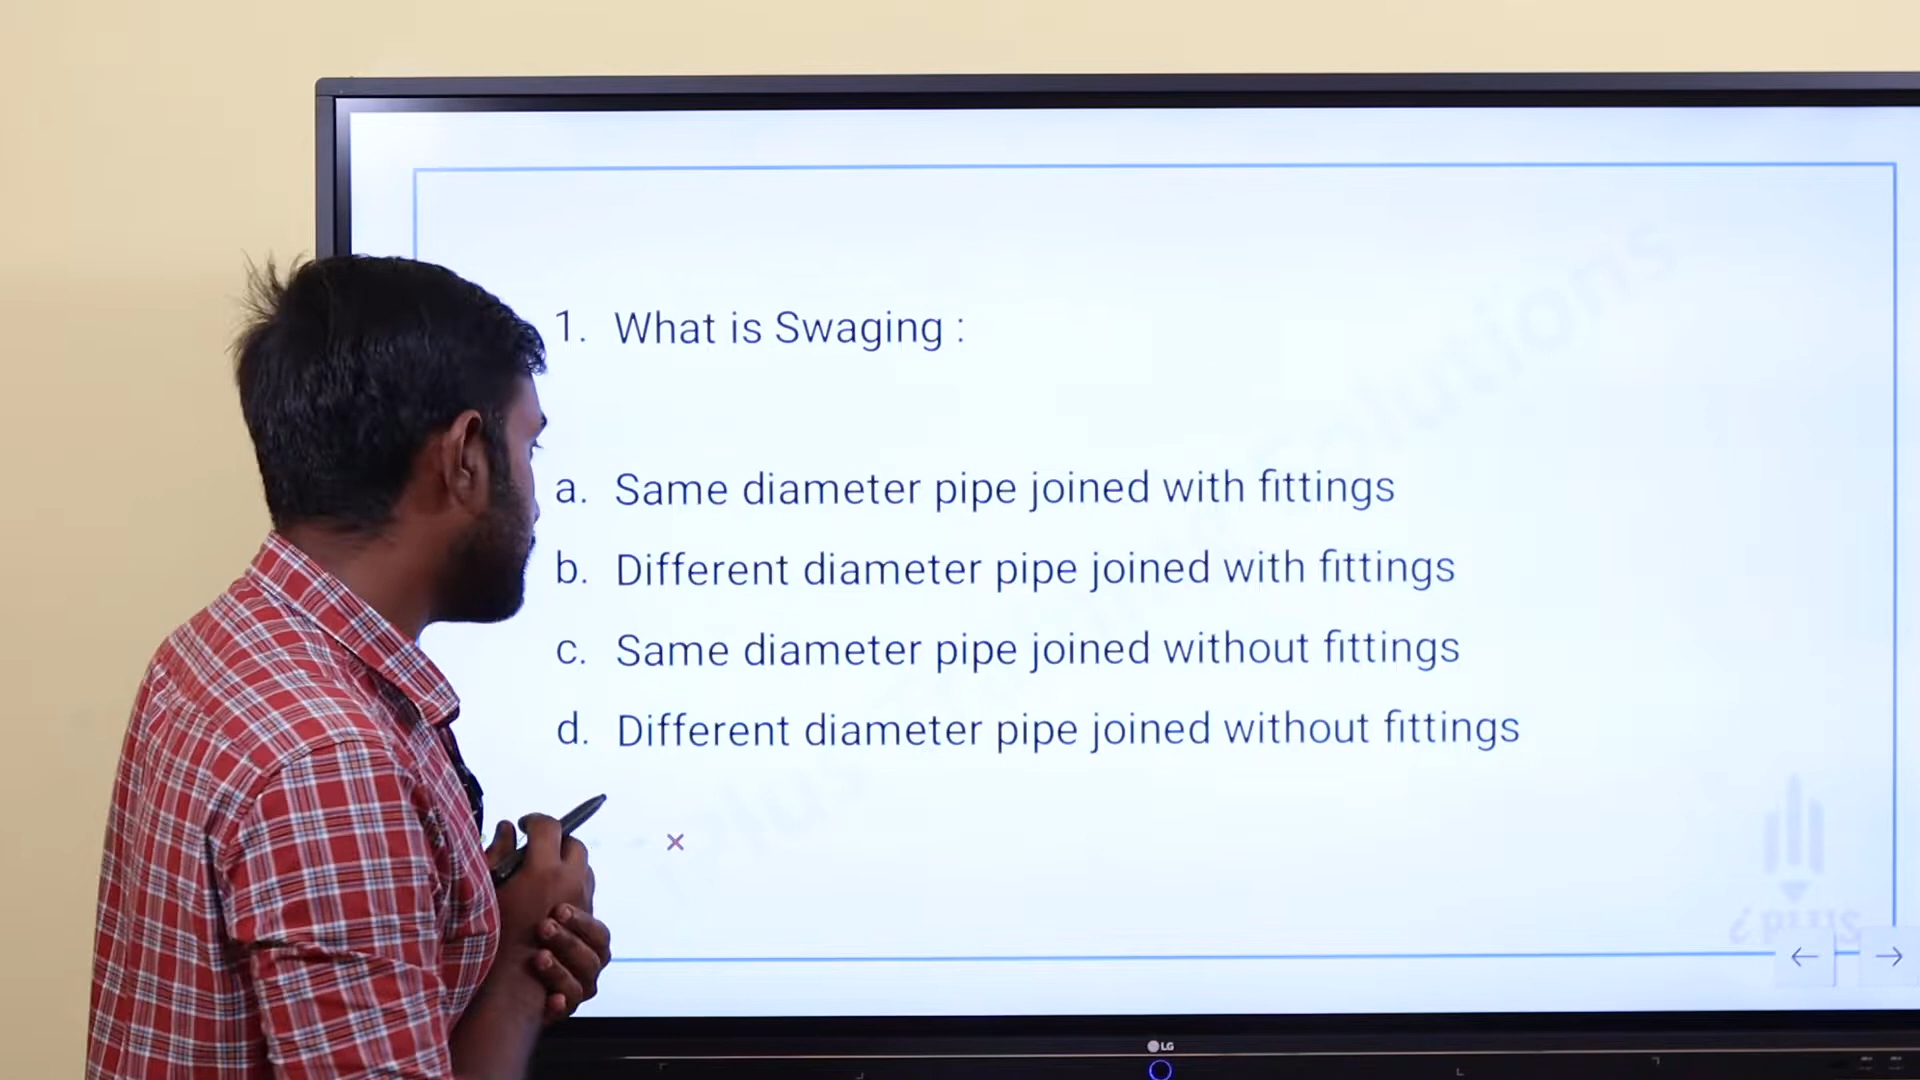 1. What is Swaging :
a. Same diameter pipe joined with fittings
b. Different diameter pipe joined with fittings
c. Same diameter pipe joined without fittings
d. Different diameter pipe joined without fittings
PLUS
LG